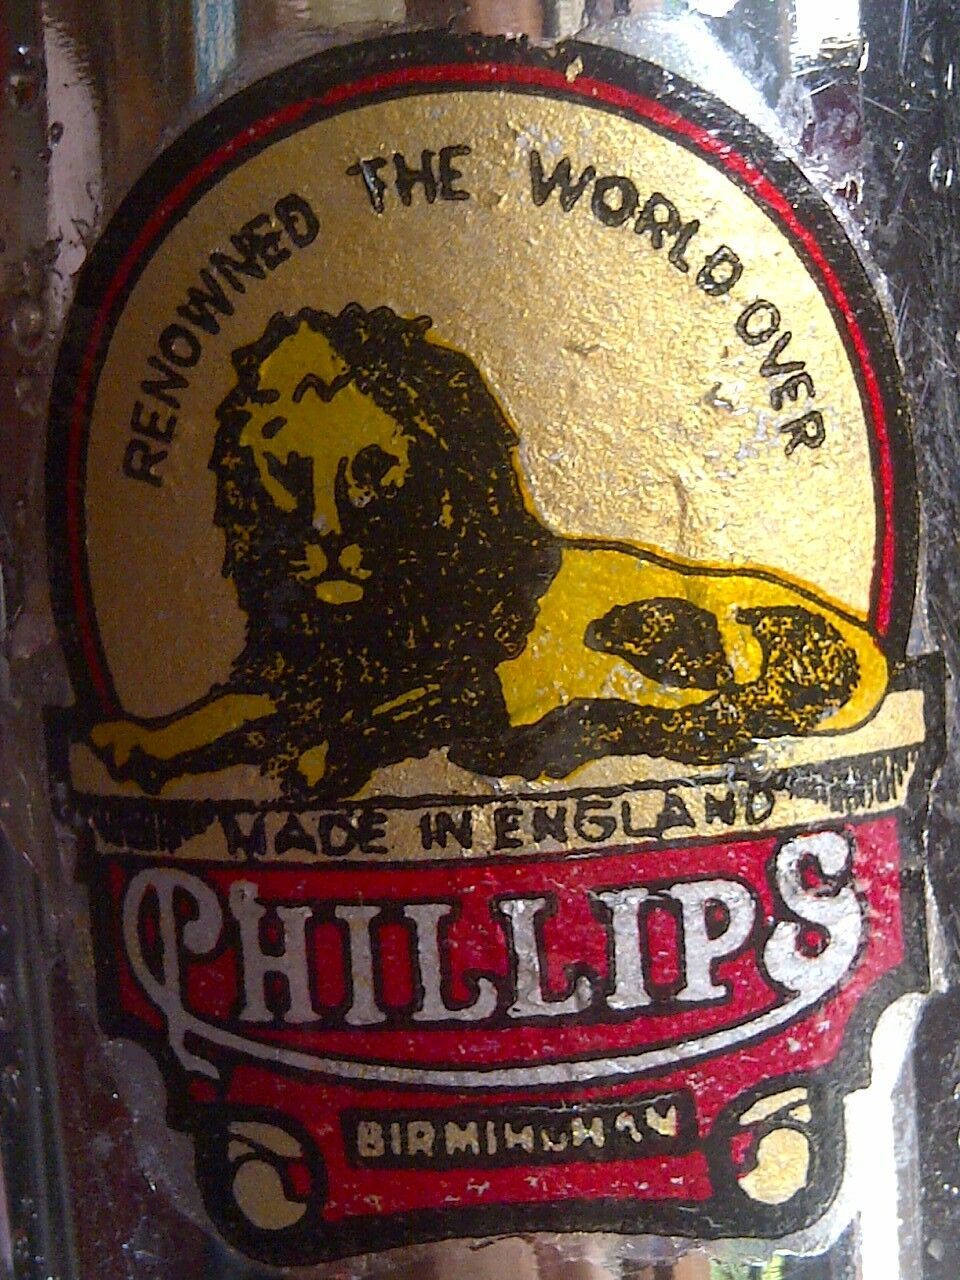 RENOWNED THE WORLD OVER
MADE IN ENGLAND
PHILLIPS
BIRMINGHAM